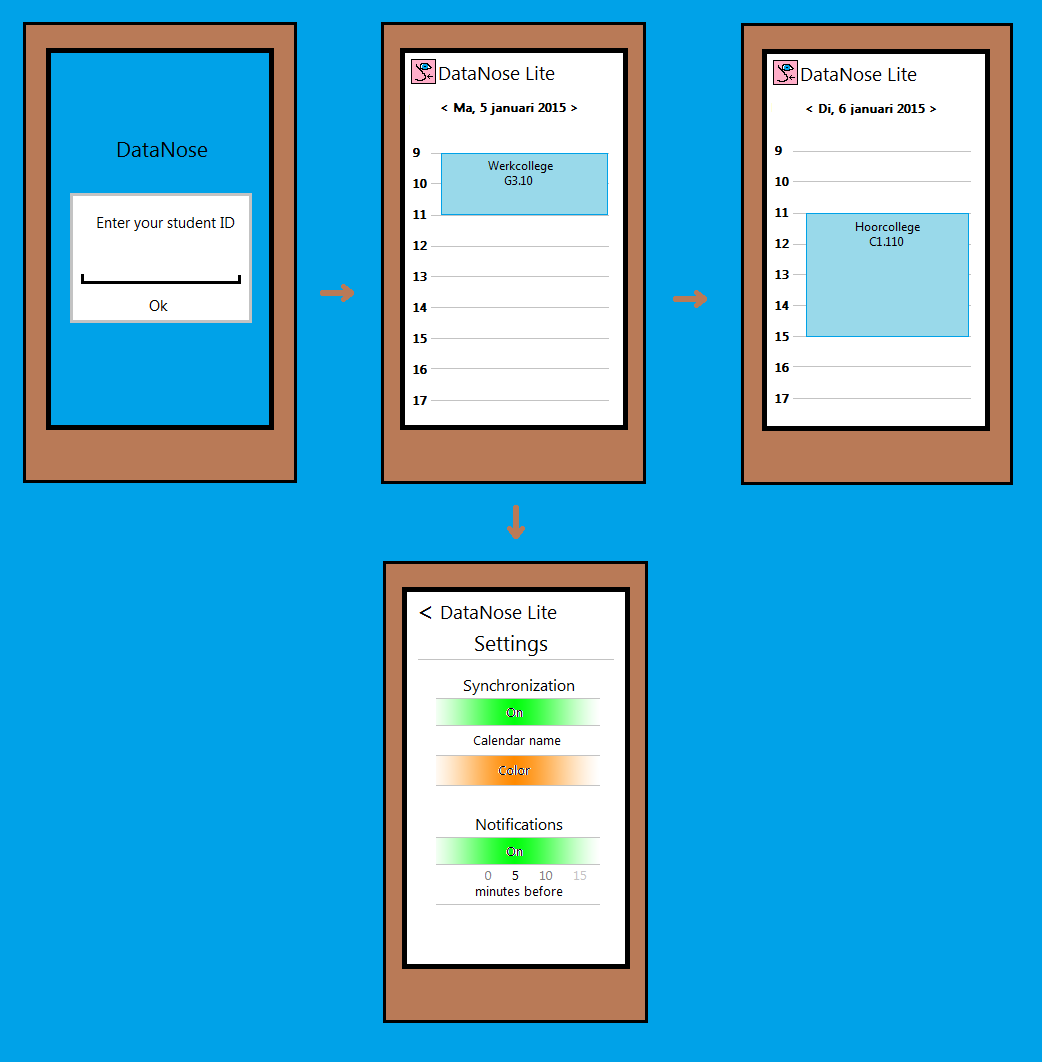 DataNose
Enter your student ID
Ok
DataNose Lite
< Ma, 5 januari 2015 >
9
Werkcollege
G3.10
10
11
12
13
14
15
16
17
DataNose Lite
< Di, 6 januari 2015 >
9
10
11
Hoorcollege
C1.110
12
13
14
15
16
17
< DataNose Lite
Settings
Synchronization
On
Calendar name
Color
Notifications
On
0 5 10 15
minutes before